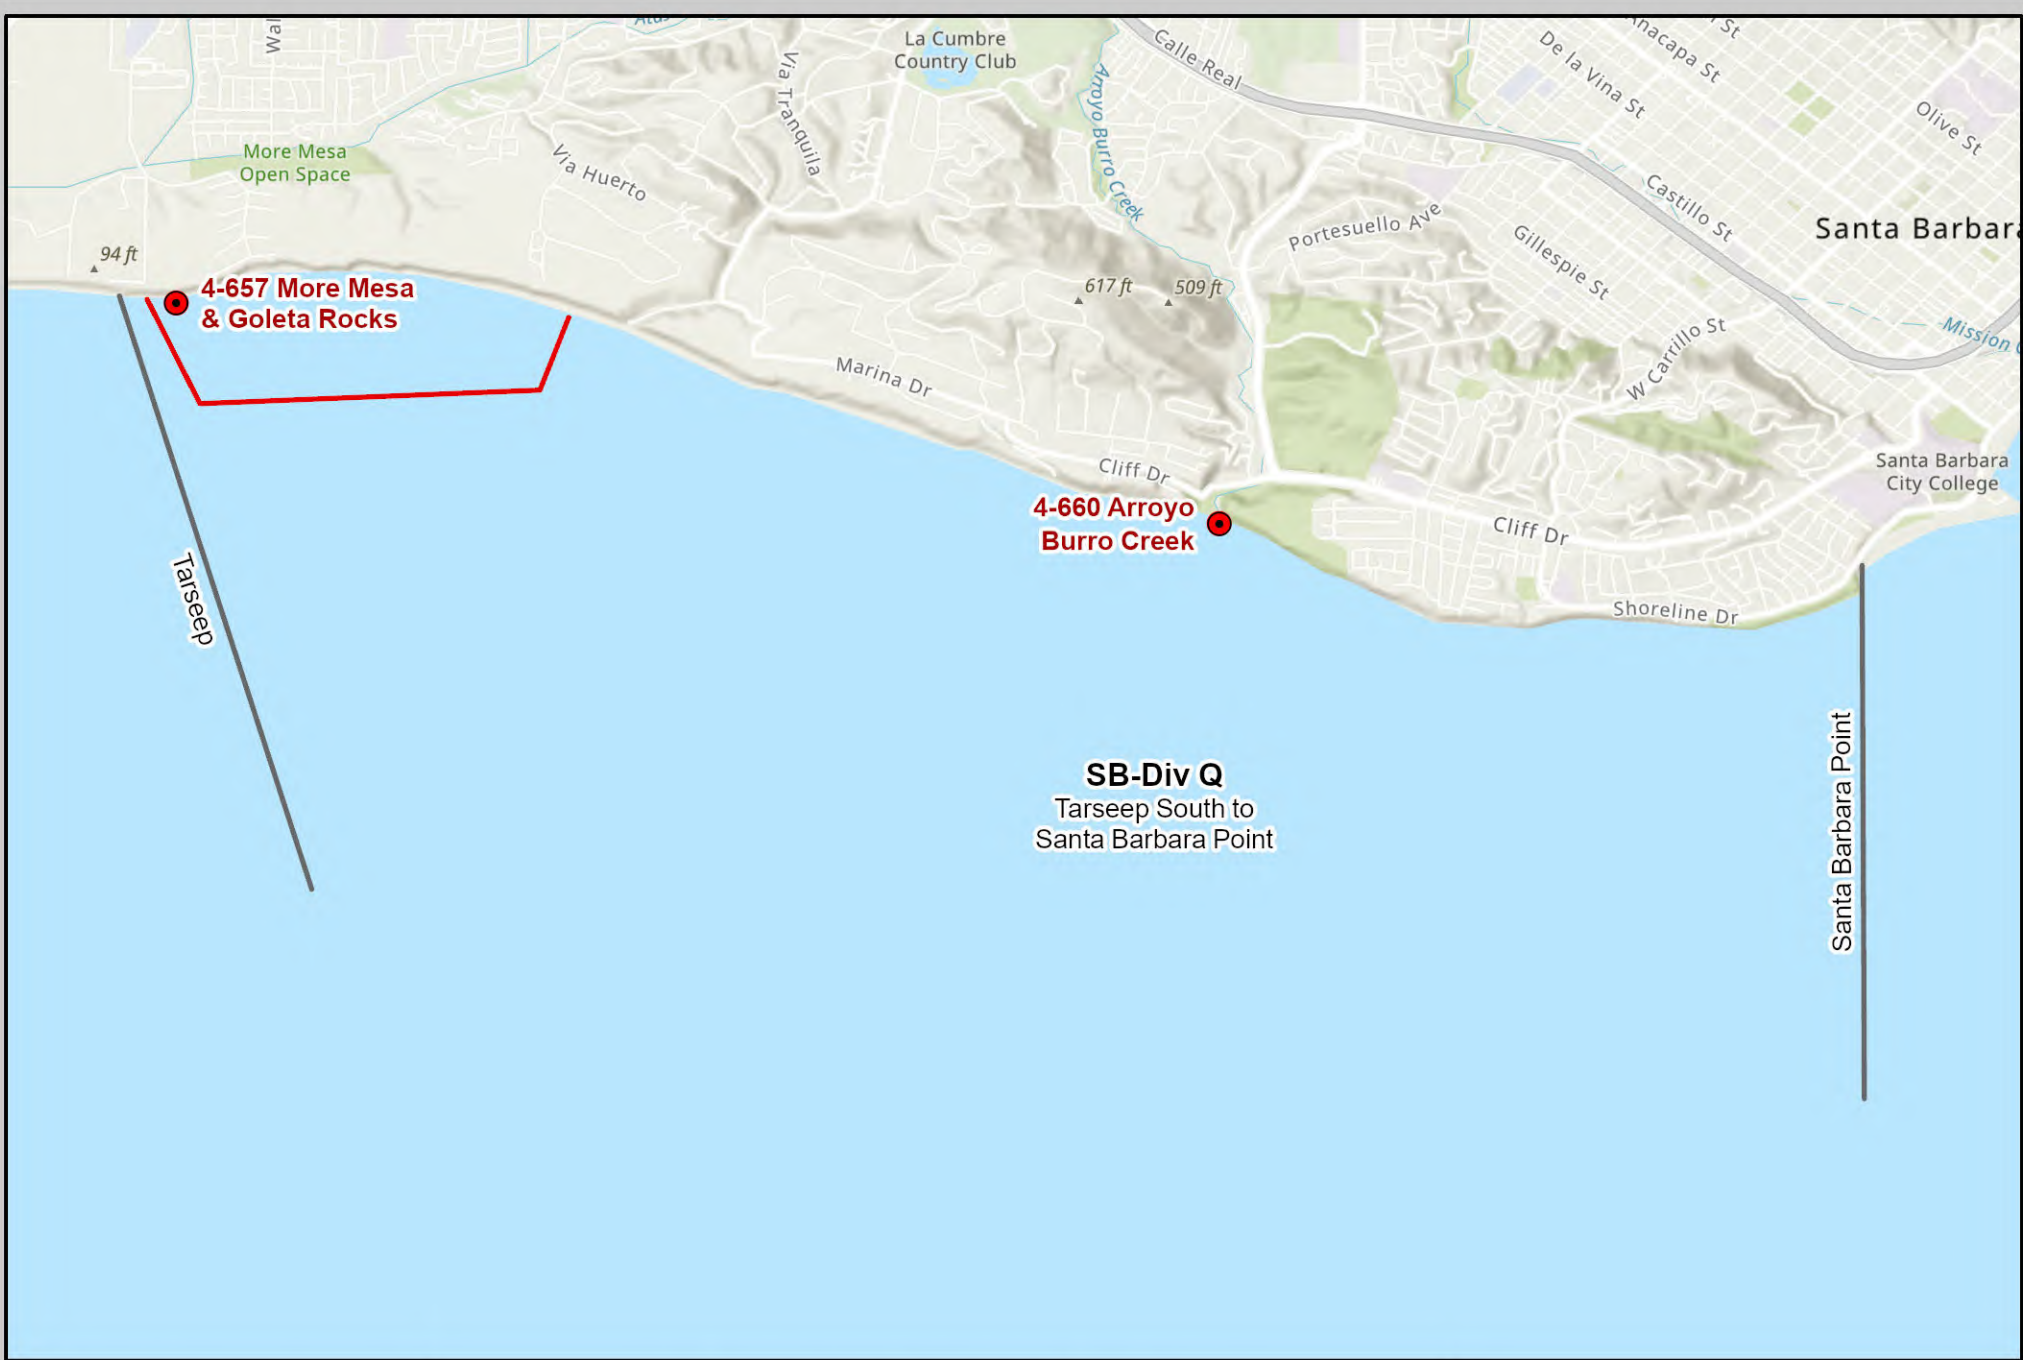 La Cumbre
Country Club
Calle Real
De la Vina St
Anacapa St
St
Olive St
Via Tranquila
Arroyo Burro Creek
More Mesa
Open Space
Via Huerto
Castillo St
Portesuello Ave
Gillespie St
Santa Barbara
94 ft
617 ft
509 ft
4-657 More Mesa
& Goleta Rocks
W Carrillo St
Mission
Marina Dr
Cliff Dr
Santa Barbara
City College
4-660 Arroyo
Burro Creek
Cliff Dr
Shoreline Dr
Tarseep
Santa Barbara Point
SB-Div Q
Tarseep South to
Santa Barbara Point